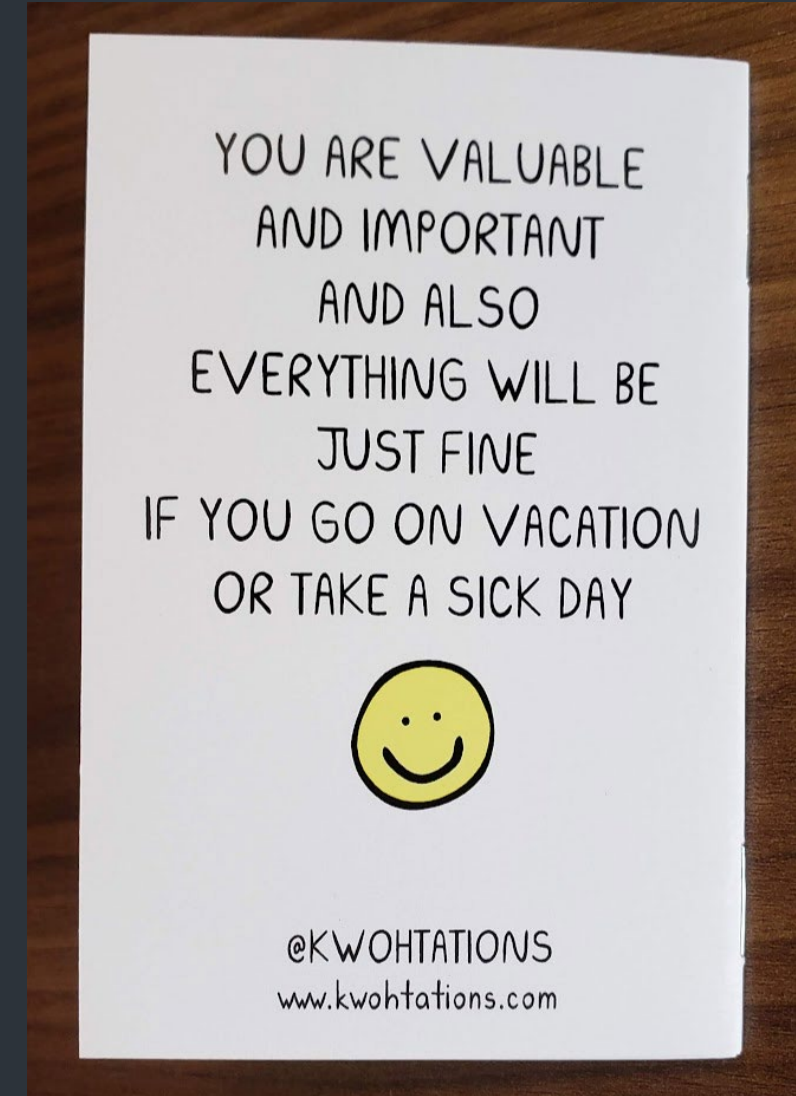 YOU ARE VALUABLE
AND IMPORTANT
AND ALSO
EVERYTHING WILL BE
JUST FINE
IF YOU GO ON VACATION
OR TAKE A SICK DAY
@KWOHTATIONS
www.kwohtations.com